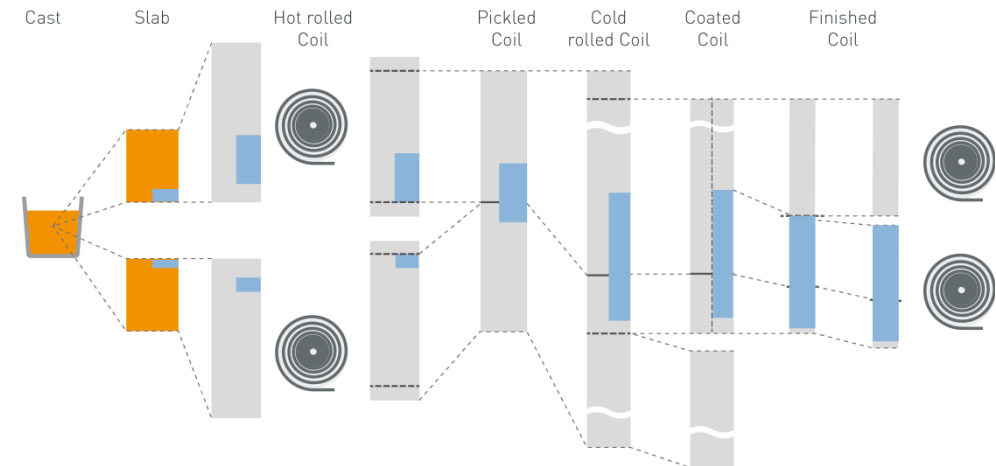 Cast
Slab
Hot rolled
Coil
Pickled
Coil
Cold
rolled Coil
Coated
Coil
Finished
Coil